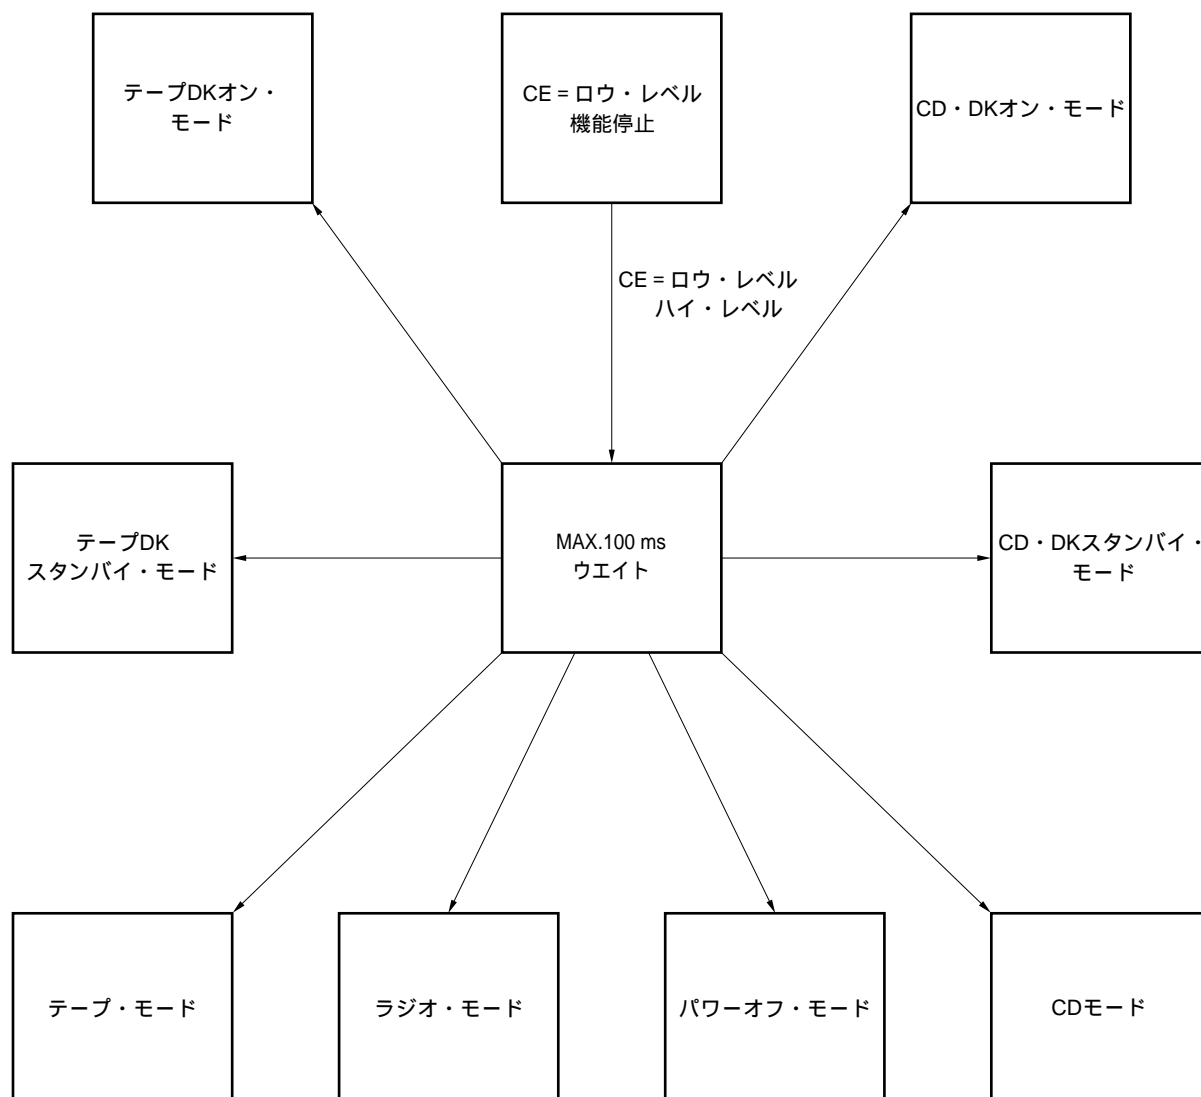 テープDKオン・
モード
CE = ロウ・レベル
機能停止
CD・DKオン・モード
CE = ロウ・レベル
ハイ・レベル
テープDK
スタンバイ・モード
MAX.100 ms
ウエイト
CD・DKスタンバイ・
モード
テープ・モード
ラジオ・モード
パワーオフ・モード
CDモード